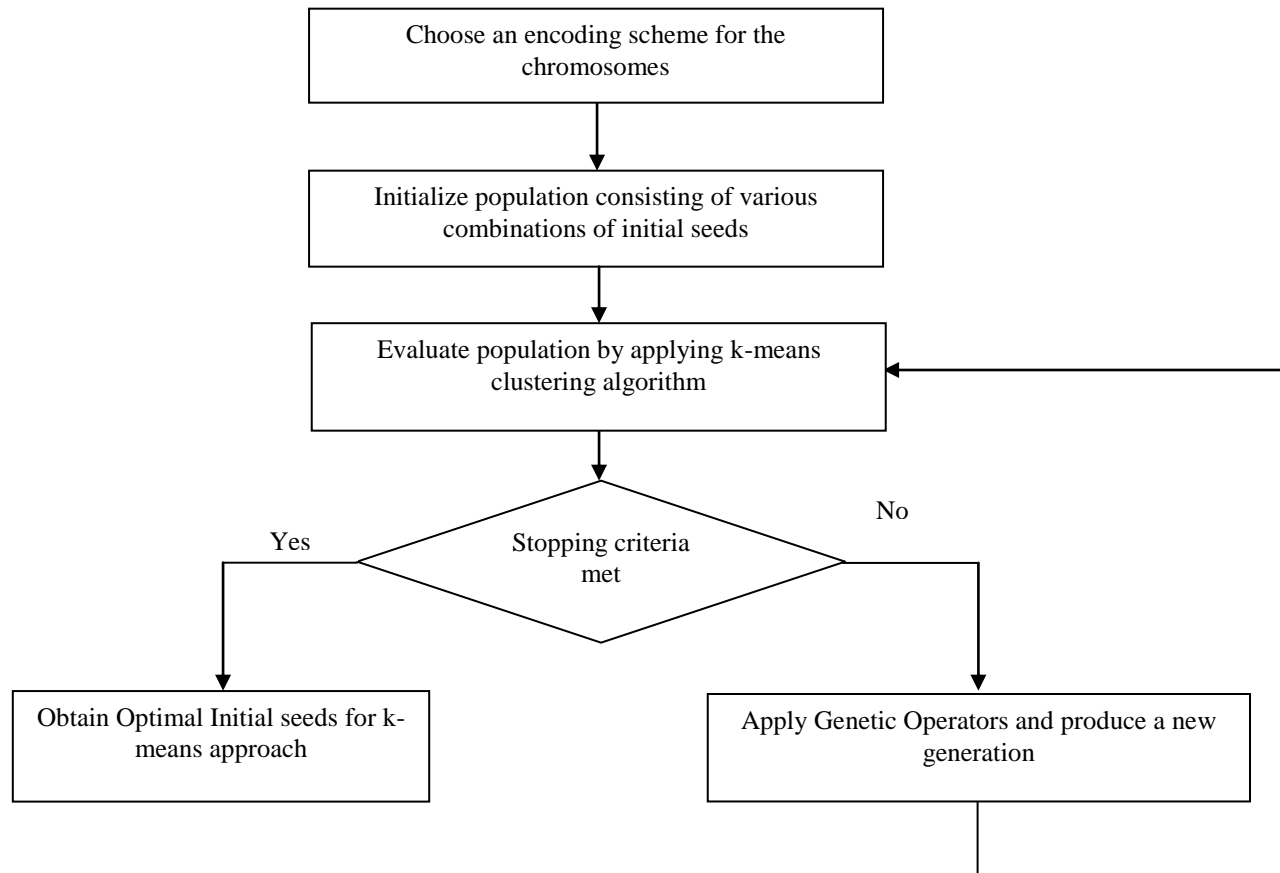 Choose an encoding scheme for the
chromosomes
Initialize population consisting of various
combinations of initial seeds
Evaluate population by applying k-means
clustering algorithm
Stopping criteria
met
Yes
No
Obtain Optimal Initial seeds for k-
means approach
Apply Genetic Operators and produce a new
generation